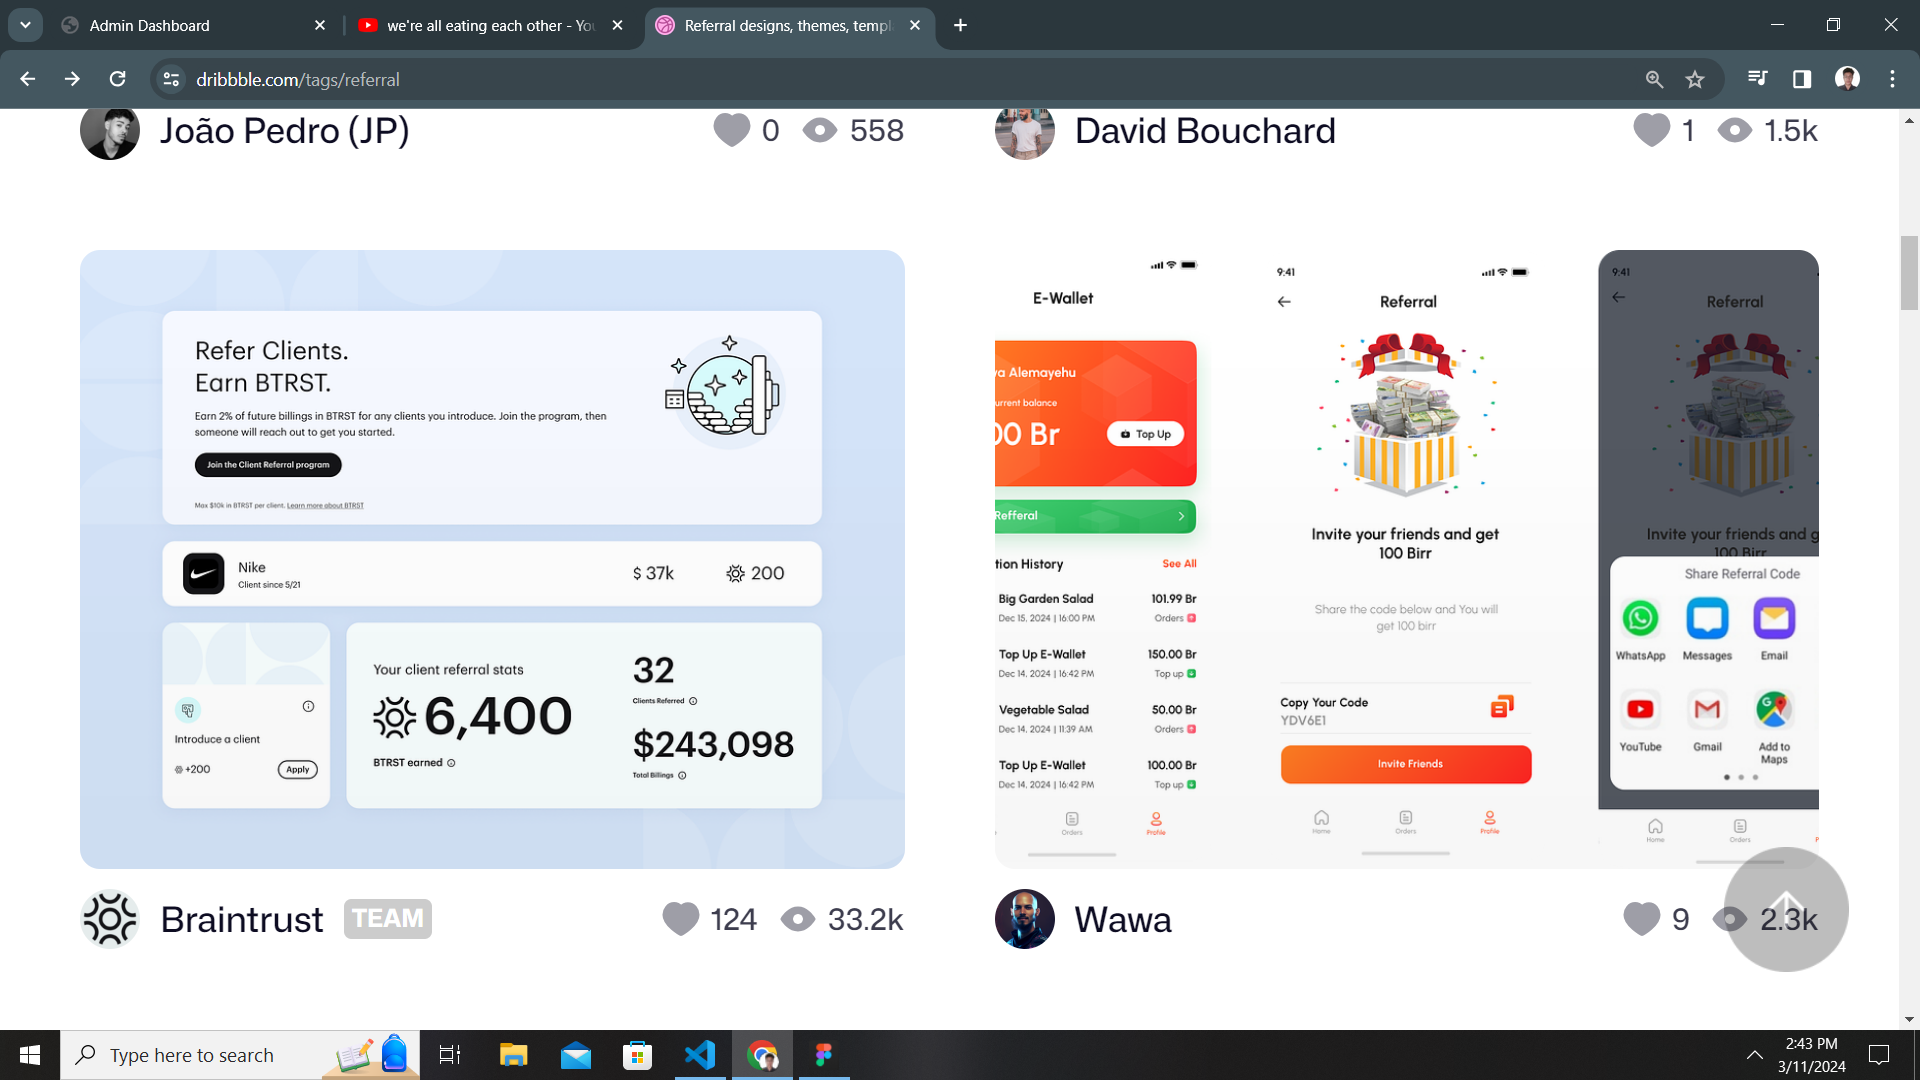 Admin Dashboard
we're all eating each other - You
Referral designs, themes, templa
dribbble.com/tags/referral
João Pedro (JP)
0
558
David Bouchard
1
1.5k
Refer Clients.
Earn BTRST.
Earn 2% of future billings in BTRST for any clients you introduce. Join the program, then
someone will reach out to get you started.
Join the Client Referral program
Max $10k in BTRST per client. Learn more about BTRST
Nike
Client since 5/21
$ 37k
200
Introduce a client
+200
Apply
Your client referral stats
6,400
BTRST earned
32
Clients Referred
$243,098
Total Billings
E-Wallet
va Alemayehu
urrent balance
00 Br
Top Up
Refferal
tion History
See All
Big Garden Salad
101.99 Br
Dec 15, 2024 | 16:00 PM
Orders
Top Up E-Wallet
150.00 Br
Dec 14, 2024 | 16:42 PM
Top up
Vegetable Salad
50.00 Br
Dec 14, 2024 | 11:39 AM
Orders
Top Up E-Wallet
100.00 Br
Dec 14, 2024 | 16:42 PM
Top up
Orders
Profile
9:41
Referral
Invite your friends and get
100 Birr
Share the code below and You will
get 100 birr
Copy Your Code
YDV6E1
Invite Friends
Home
Orders
Profile
9:41
Referral
Invite your friends and g
100 Birr
Share Referral Code
WhatsApp
Messages
Email
YouTube
Gmail
Add to
Maps
Home
Orders
P
Braintrust
TEAM
124
33.2k
Wawa
9
2.3k
Type here to search
2:43 PM
3/11/2024